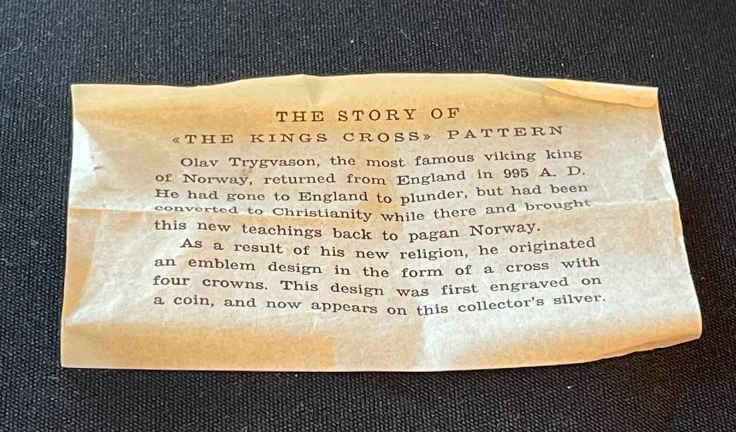 THE STORY OF
«THE KINGS CROSS» PATTERN
Olav Trygvason, the most famous viking king
of Norway, returned from England in 995 A. D.
He had gone to England to plunder, but had been
converted to Christianity while there and brought
this new teachings back to pagan Norway.
As a result of his new religion, he originated
an emblem design in the form of a cross with
four crowns. This design was first engraved on
a coin, and now appears on this collector's silver.